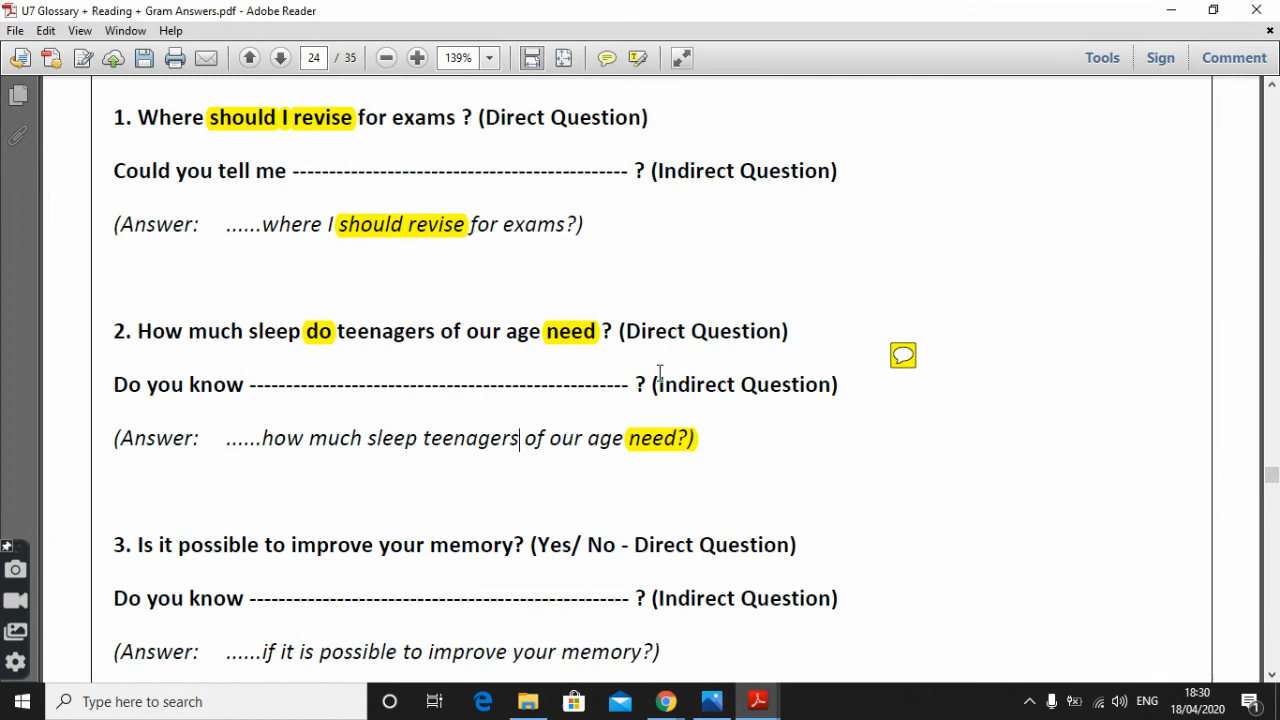 U7 Glossary + Reading + Gram Answers.pdf - Adobe Reader
File Edit View Window Help
24 / 35 139% Tools Sign Comment
1. Where should I revise for exams ? (Direct Question)
Could you tell me ---------------------------------------------- ? (Indirect Question)
(Answer: ......where I should revise for exams?)
2. How much sleep do teenagers of our age need ? (Direct Question)
Do you know ---------------------------------------------------- ? (Indirect Question)
(Answer: ......how much sleep teenagers of our age need?)
3. Is it possible to improve your memory? (Yes/ No - Direct Question)
Do you know ---------------------------------------------------- ? (Indirect Question)
(Answer: ......if it is possible to improve your memory?)
Type here to search
ENG
18:30
18/04/2020
1